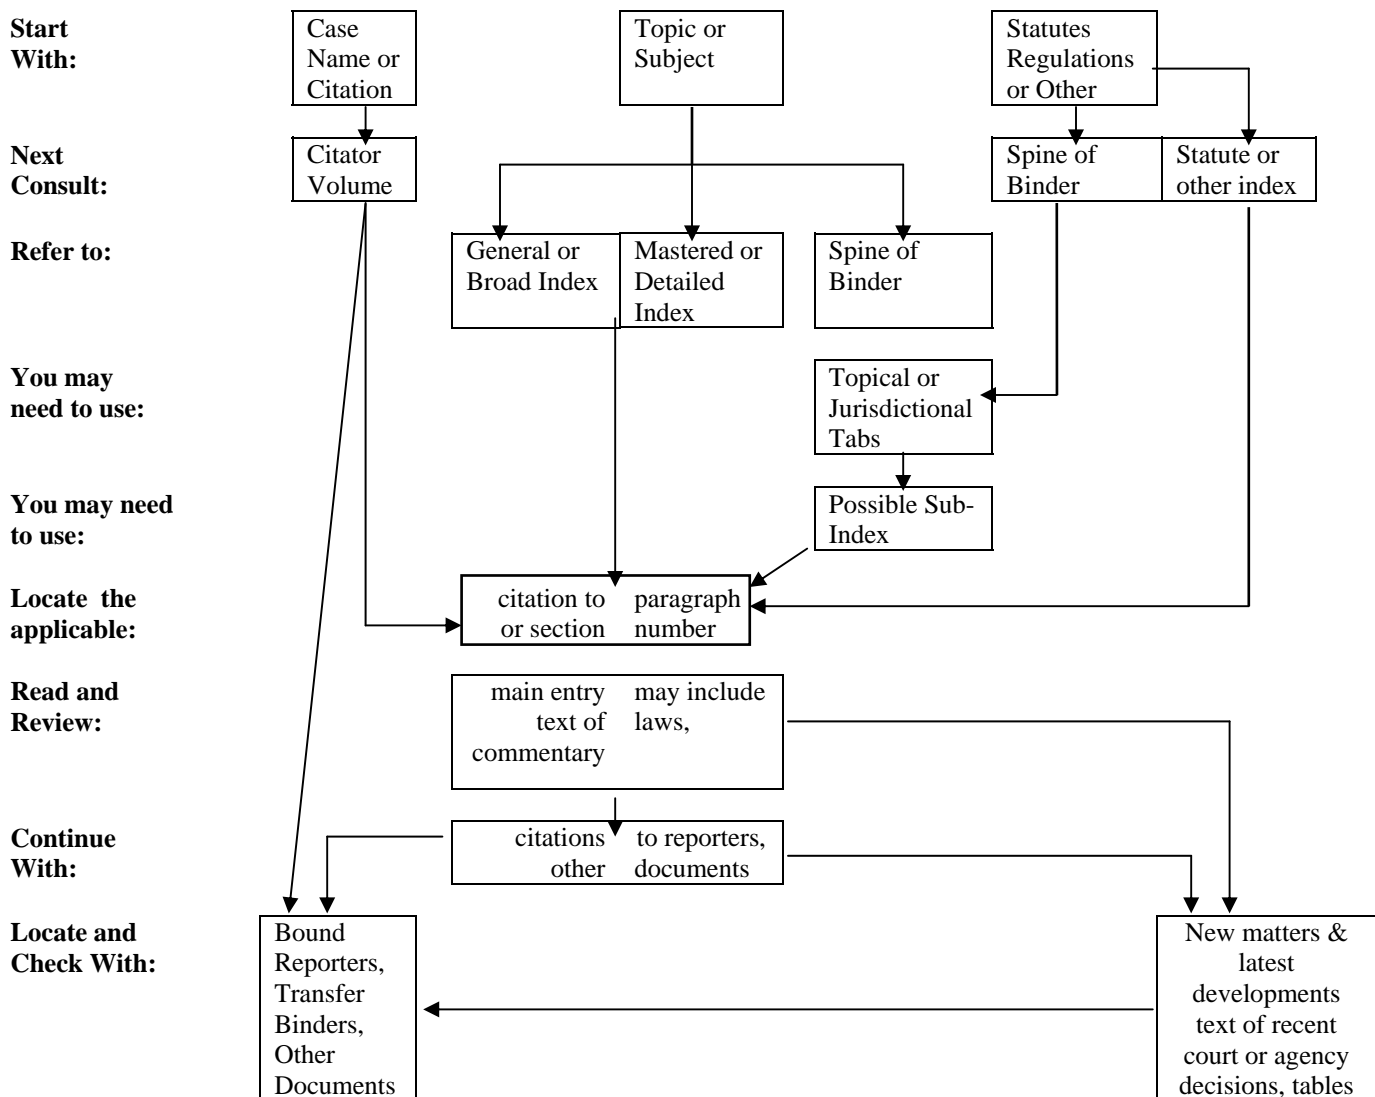 Start
With:
Case
Name or
Citation
Topic or
Subject
Statutes
Regulations
or Other
Next
Consult:
Citator
Volume
Spine of
Binder
Statute or
other index
Refer to:
General or
Broad Index
Mastered or
Detailed
Index
Spine of
Binder
You may
need to use:
Topical or
Jurisdictional
Tabs
You may need
to use:
Possible Sub-
Index
Locate the
applicable:
citation to paragraph
or section number
Read and
Review:
main entry may include
text of laws,
commentary
Continue
With:
citations to reporters,
other documents
Locate and
Check With:
Bound
Reporters,
Transfer
Binders,
Other
Documents
New matters &
latest
developments
text of recent
court or agency
decisions, tables